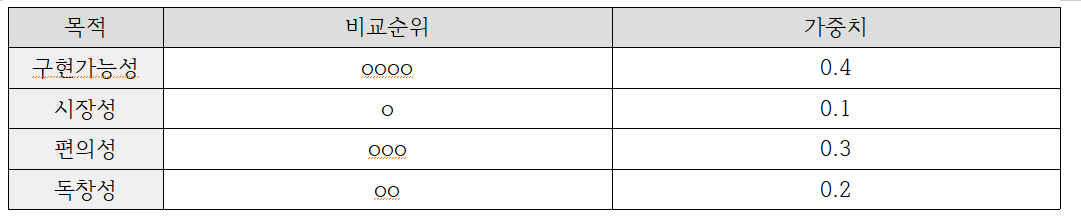 목적 비교순위 가중치
구현가능성 oooo 0.4
시장성 o 0.1
편의성 ooo 0.3
독창성 oo 0.2